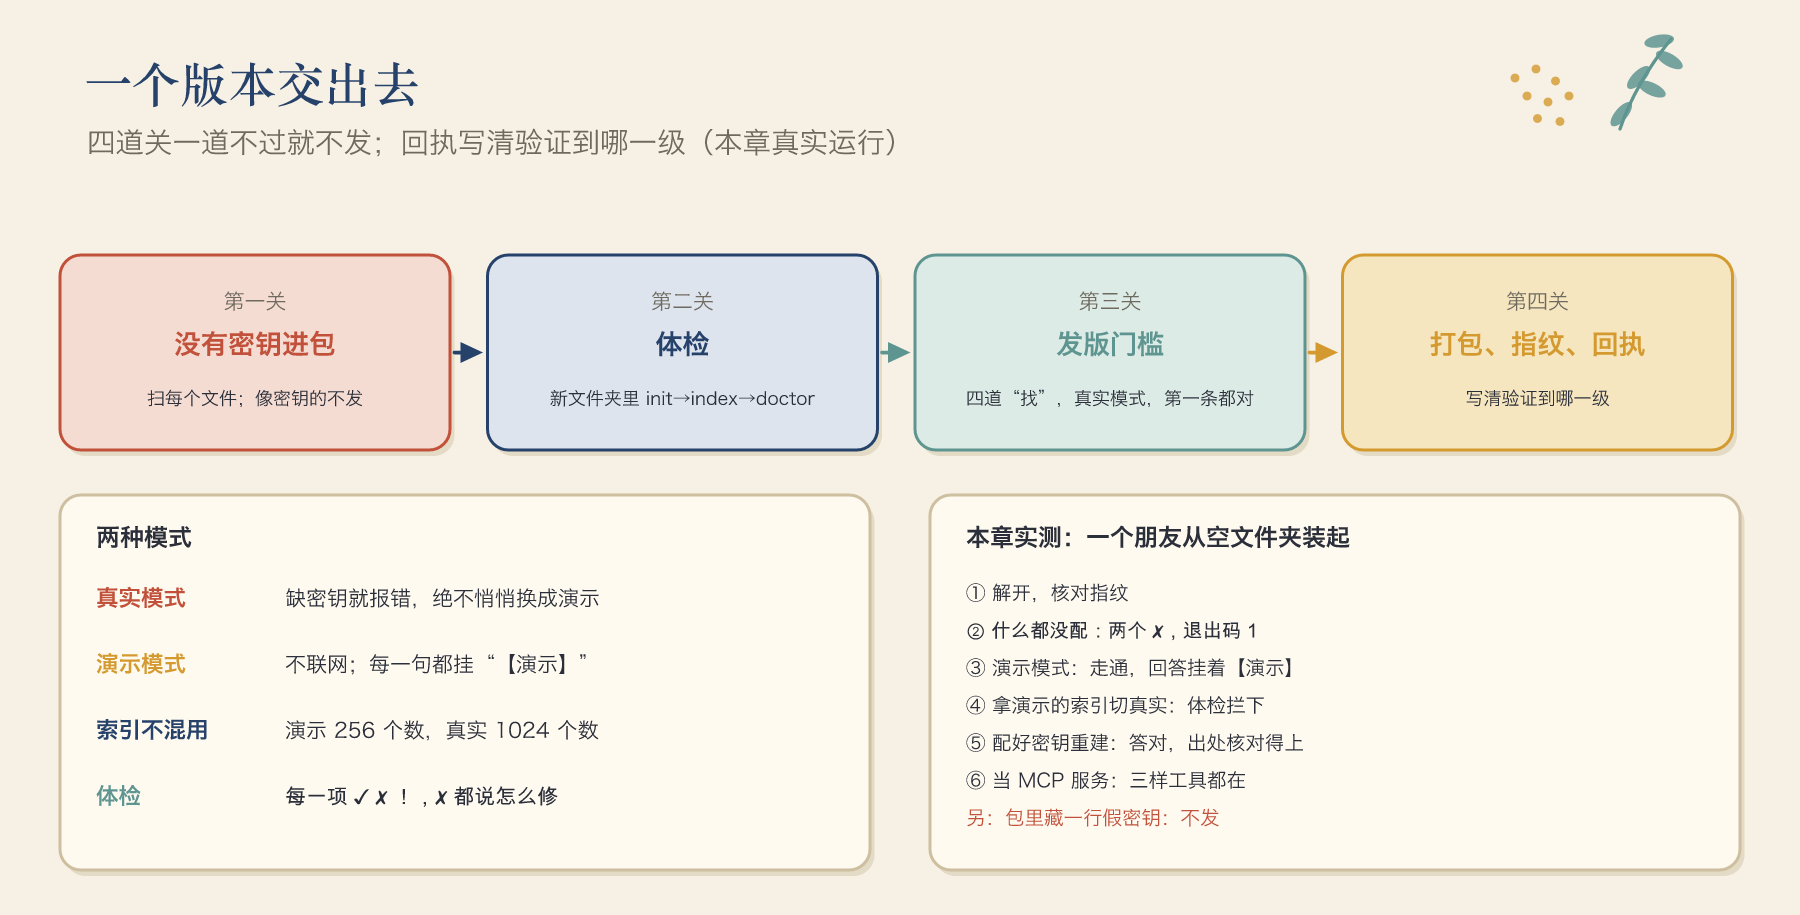 一个版本交出去
四道关一道不过就不发；回执写清验证到哪一级（本章真实运行）
第一关
没有密钥进包
扫每个文件；像密钥的不发
第二关
体检
新文件夹里 init→index→doctor
第三关
发版门槛
四道“找”，真实模式，第一条都对
第四关
打包、指纹、回执
写清验证到哪一级
两种模式
真实模式 缺密钥就报错，绝不悄悄换成演示
演示模式 不联网；每一句都挂“【演示】”
索引不混用 演示 256 个数，真实 1024 个数
体检 每一项 ✓ ✗ ！，✗ 都说怎么修
本章实测：一个朋友从空文件夹装起
① 解开，核对指纹
② 什么都没配：两个 ✗，退出码 1
③ 演示模式：走通，回答挂着【演示】
④ 拿演示的索引切真实：体检拦下
⑤ 配好密钥重建：答对，出处核对得上
⑥ 当 MCP 服务：三样工具都在
另：包里藏一行假密钥：不发